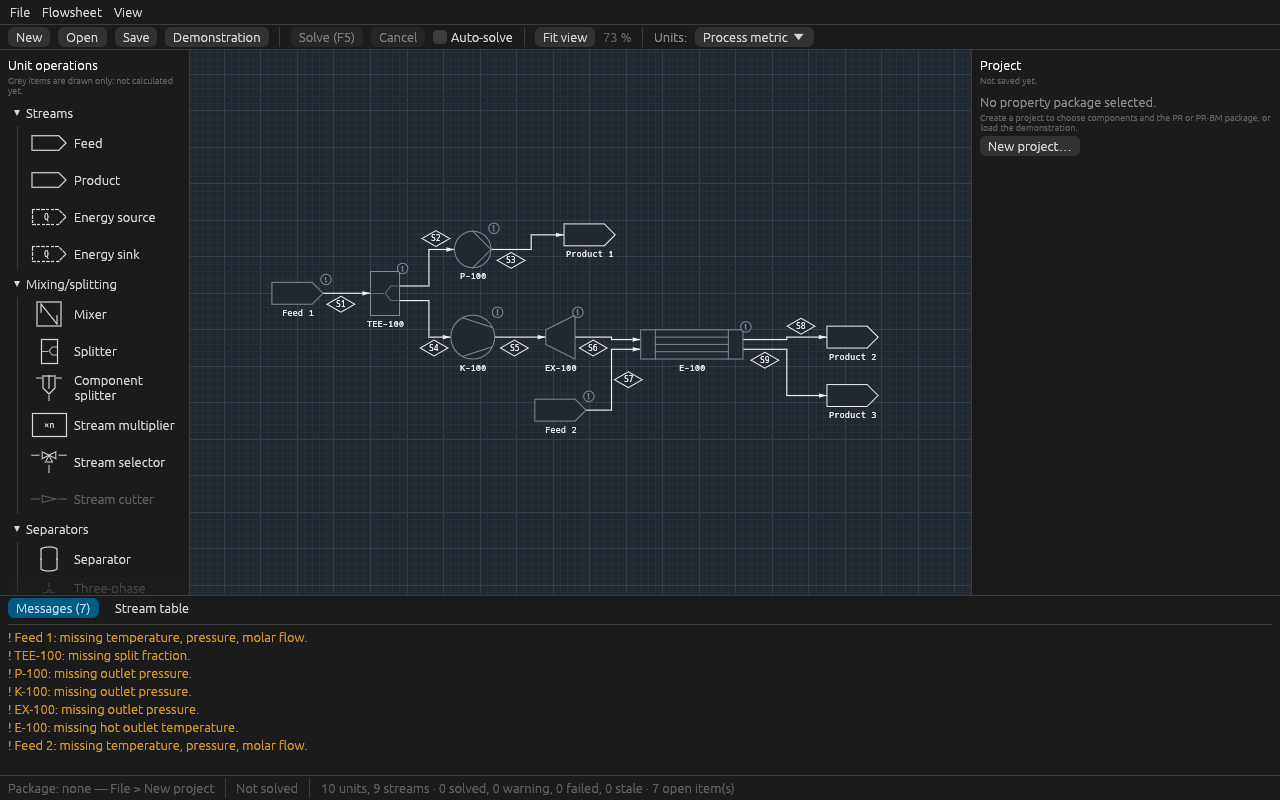 File Flowsheet View
New Open Save Demonstration Solve (F5) Cancel Auto-solve Fit view 73 % Units: Process metric
Unit operations
Grey items are drawn only: not calculated
yet.
Streams
Feed
Product
Q Energy source
Q Energy sink
Mixing/splitting
Mixer
Splitter
Component
splitter
×n Stream multiplier
Stream selector
Stream cutter
Separators
Separator
Three-phase
S2
P-100
S3
Product 1
Feed 1
S1
TEE-100
S4
K-100
S5
EX-100
S6
E-100
S7
Feed 2
S8
Product 2
S9
Product 3
Project
Not saved yet.
No property package selected.
Create a project to choose components and the PR or PR-BM package, or
load the demonstration.
New project…
Messages (7) Stream table
! Feed 1: missing temperature, pressure, molar flow.
! TEE-100: missing split fraction.
! P-100: missing outlet pressure.
! K-100: missing outlet pressure.
! EX-100: missing outlet pressure.
! E-100: missing hot outlet temperature.
! Feed 2: missing temperature, pressure, molar flow.
Package: none — File > New project Not solved 10 units, 9 streams · 0 solved, 0 warning, 0 failed, 0 stale · 7 open item(s)